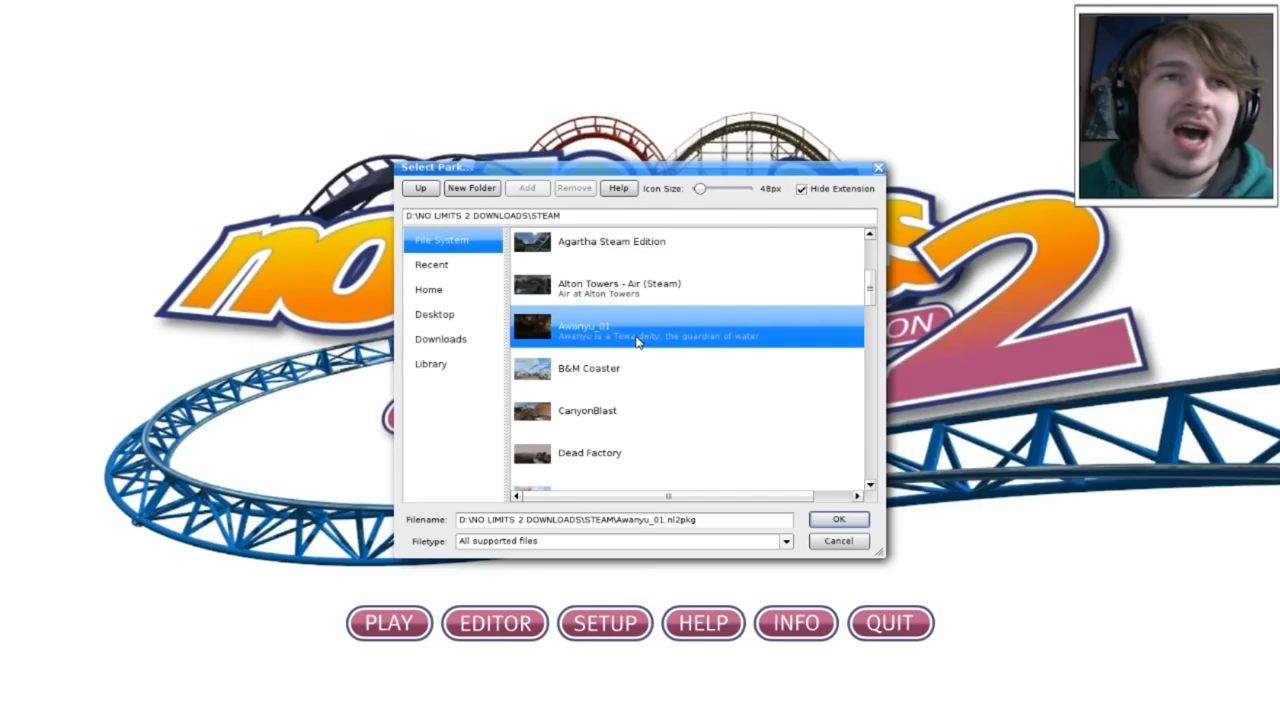 no
s 2
ON
Select Park...
Up New Folder Add Remove Help Icon Size: 48px Hide Extension
D:\NO LIMITS 2 DOWNLOADS\STEAM
File System
Recent
Home
Desktop
Downloads
Library
Agartha Steam Edition
Alton Towers - Air (Steam)
Air at Alton Towers
Awanyu_01
Awanyu is a Tewa deity, the guardian of water
B&M Coaster
CanyonBlast
Dead Factory
Filename: D:\NO LIMITS 2 DOWNLOADS\STEAM\Awanyu_01.nl2pkg OK
Filetype: All supported files Cancel
PLAY EDITOR SETUP HELP INFO QUIT